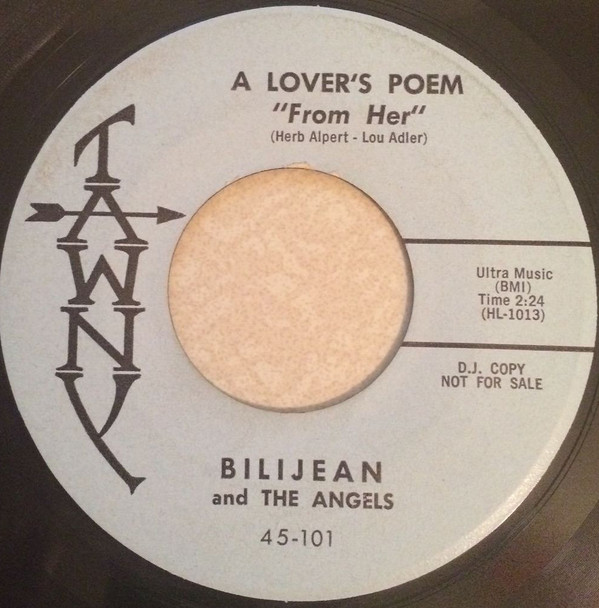 A LOVER'S POEM
"From Her"
(Herb Alpert - Lou Adler)
TAWNY
Ultra Music
(BMI)
Time 2:24
(HL-1013)
D.J. COPY
NOT FOR SALE
BILIJEAN
and THE ANGELS
45-101